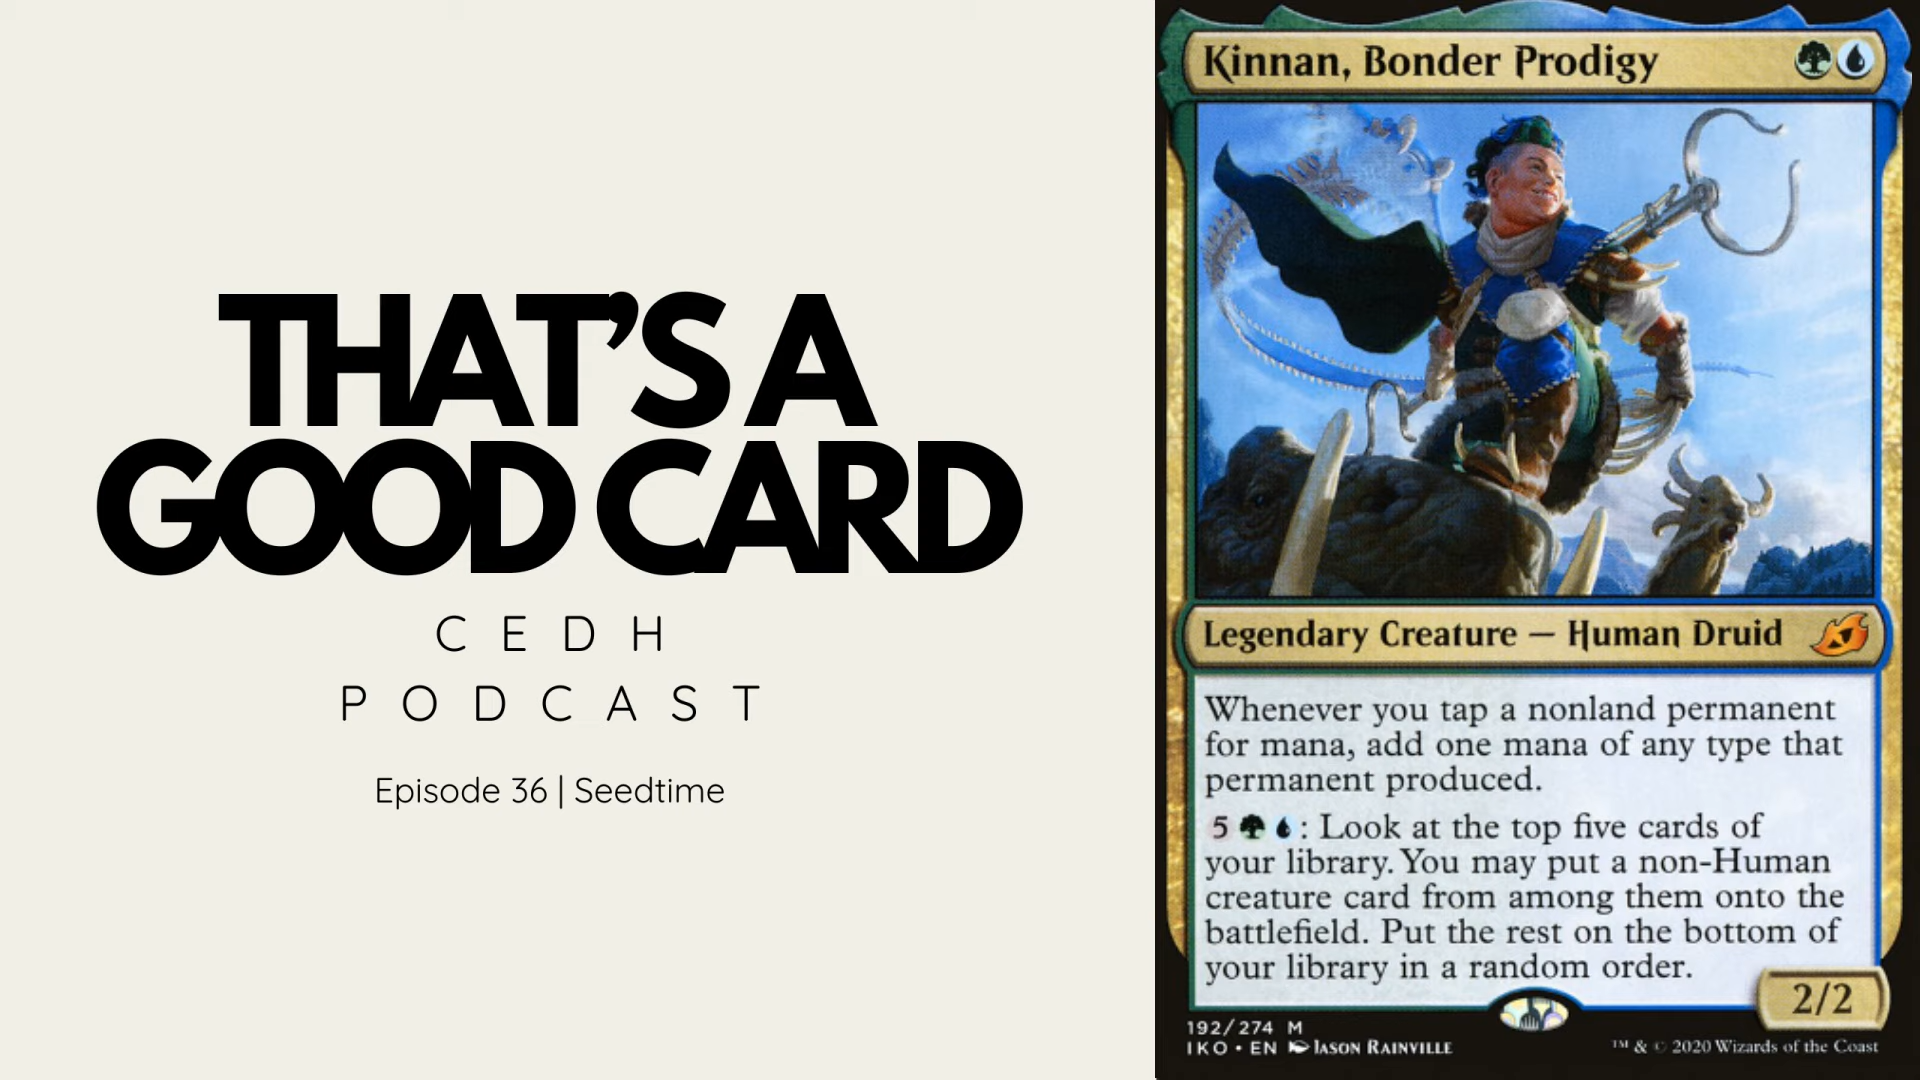 THAT'S A
GOOD CARD
CEDH
PODCAST
Episode 36 | Seedtime
Kinnan, Bonder Prodigy
Legendary Creature — Human Druid
Whenever you tap a nonland permanent
for mana, add one mana of any type that
permanent produced.
5 : Look at the top five cards of
your library. You may put a non-Human
creature card from among them onto the
battlefield. Put the rest on the bottom of
your library in a random order.
2/2
192/274 M
IKO • EN JASON RAINVILLE
™ & © 2020 Wizards of the Coast